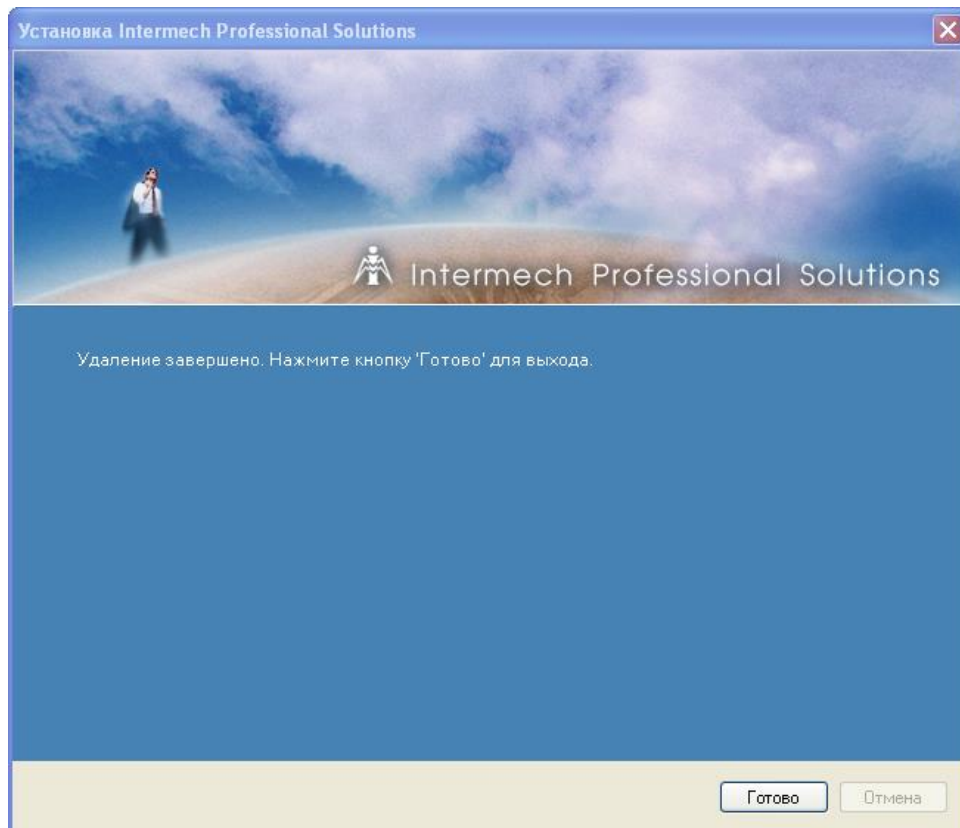 Установка Intermech Professional Solutions
Intermech Professional Solutions
Удаление завершено. Нажмите кнопку 'Готово' для выхода.
Готово
Отмена